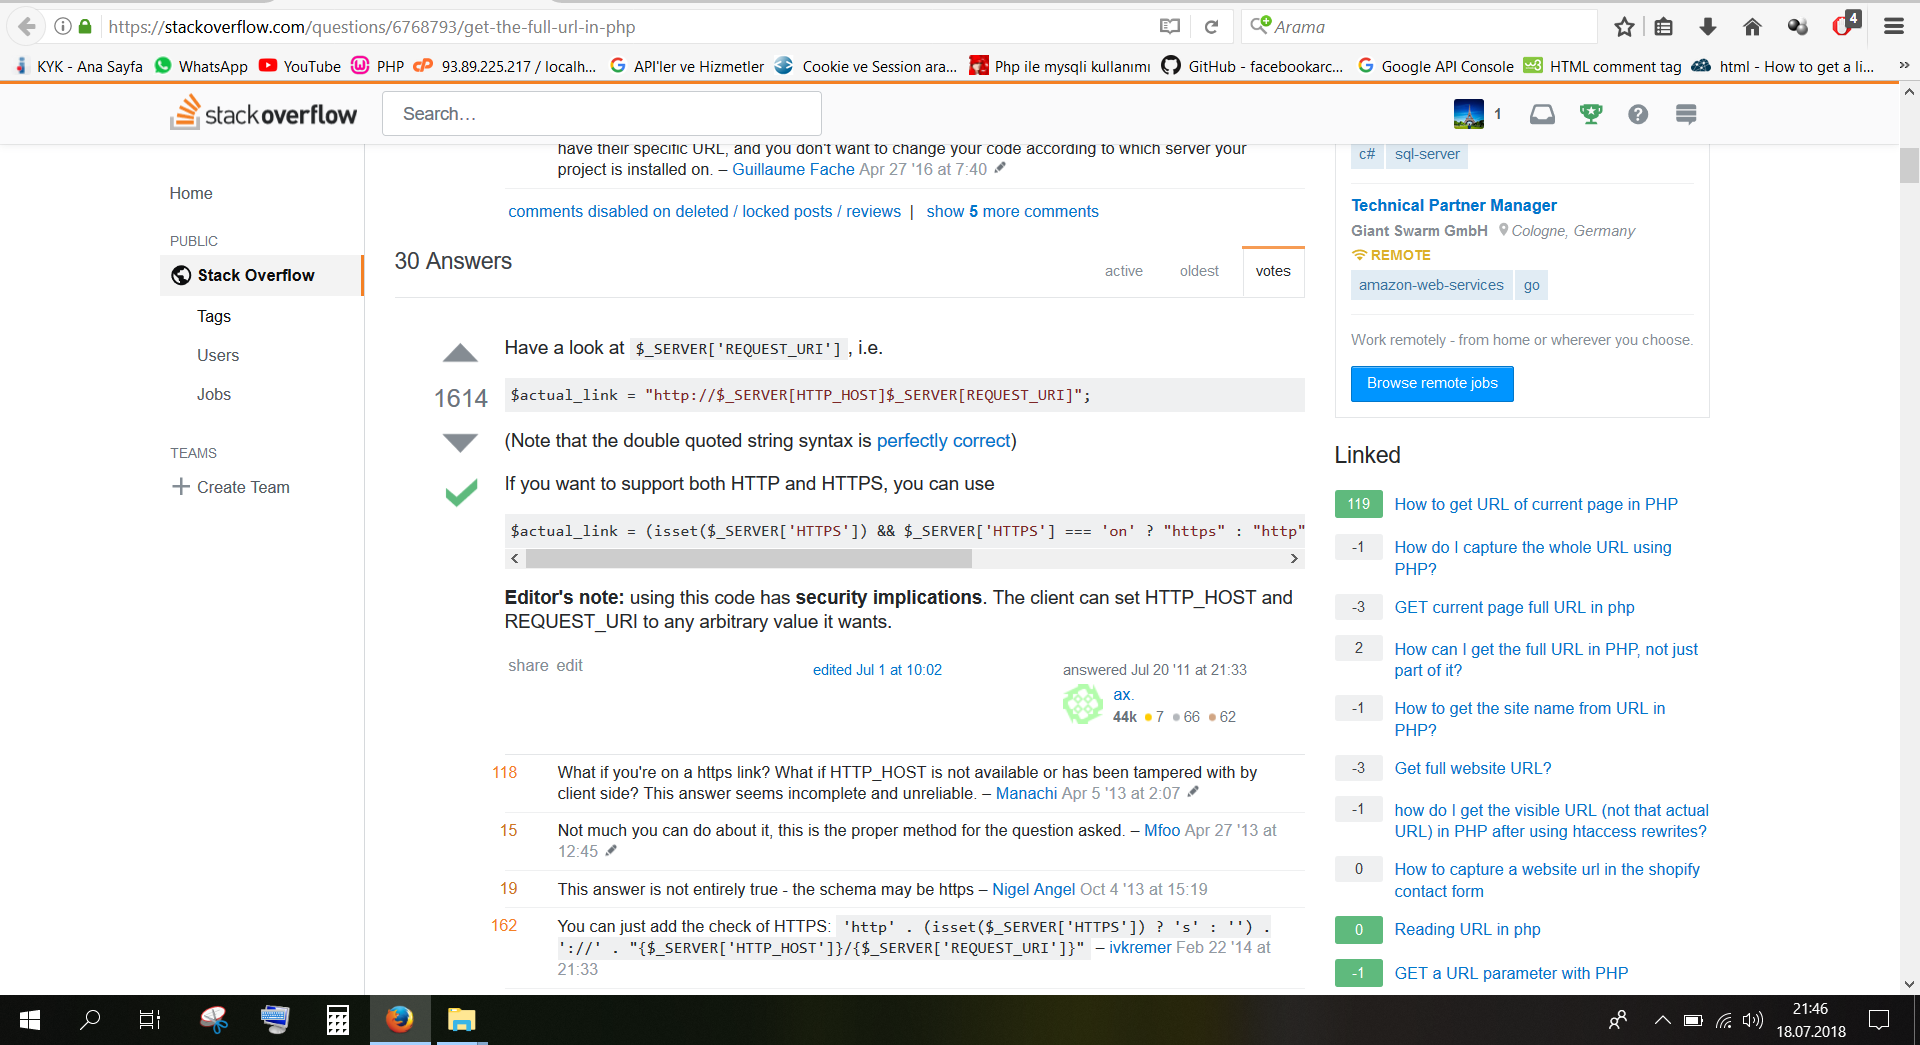 https://stackoverflow.com/questions/6768793/get-the-full-url-in-php
Arama
4
KYK - Ana Sayfa
WhatsApp
YouTube
PHP
93.89.225.217 / localh...
API'ler ve Hizmetler
Cookie ve Session ara...
Php ile mysqli kullanımı
GitHub - facebookarc...
Google API Console
HTML comment tag
html - How to get a li...
stackoverflow
Search…
1
Home
PUBLIC
Stack Overflow
Tags
Users
Jobs
TEAMS
Create Team
have their specific URL, and you don't want to change your code according to which server your
project is installed on. – Guillaume Fache Apr 27 '16 at 7:40
comments disabled on deleted / locked posts / reviews | show 5 more comments
30 Answers
active
oldest
votes
1614
Have a look at $_SERVER['REQUEST_URI'] , i.e.
$actual_link = "http://$_SERVER[HTTP_HOST]$_SERVER[REQUEST_URI]";
(Note that the double quoted string syntax is perfectly correct)
If you want to support both HTTP and HTTPS, you can use
$actual_link = (isset($_SERVER['HTTPS']) && $_SERVER['HTTPS'] === 'on' ? "https" : "http"
Editor's note: using this code has security implications. The client can set HTTP_HOST and
REQUEST_URI to any arbitrary value it wants.
share edit
edited Jul 1 at 10:02
answered Jul 20 '11 at 21:33
ax.
44k 7 66 62
118 What if you're on a https link? What if HTTP_HOST is not available or has been tampered with by
client side? This answer seems incomplete and unreliable. – Manachi Apr 5 '13 at 2:07
15 Not much you can do about it, this is the proper method for the question asked. – Mfoo Apr 27 '13 at
12:45
19 This answer is not entirely true - the schema may be https – Nigel Angel Oct 4 '13 at 15:19
162 You can just add the check of HTTPS: 'http' . (isset($_SERVER['HTTPS']) ? 's' : '') .
'://' . "{$_SERVER['HTTP_HOST']}/{$_SERVER['REQUEST_URI']}" – ivkremer Feb 22 '14 at
21:33
c# sql-server
Technical Partner Manager
Giant Swarm GmbH Cologne, Germany
REMOTE
amazon-web-services go
Work remotely - from home or wherever you choose.
Browse remote jobs
Linked
119 How to get URL of current page in PHP
-1 How do I capture the whole URL using
PHP?
-3 GET current page full URL in php
2 How can I get the full URL in PHP, not just
part of it?
-1 How to get the site name from URL in
PHP?
-3 Get full website URL?
-1 how do I get the visible URL (not that actual
URL) in PHP after using htaccess rewrites?
0 How to capture a website url in the shopify
contact form
0 Reading URL in php
-1 GET a URL parameter with PHP
21:46
18.07.2018